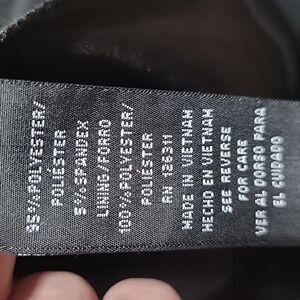 95%POLYESTER/
POLIÉSTER
5%SPANDEX
LINING/FORRO
100%POLYESTER/
POLIÉSTER
RN 126311
MADE IN VIETNAM
HECHO EN VIETNAM
SEE REVERSE
FOR CARE
VER AL DORSO PARA
EL CUIDADO